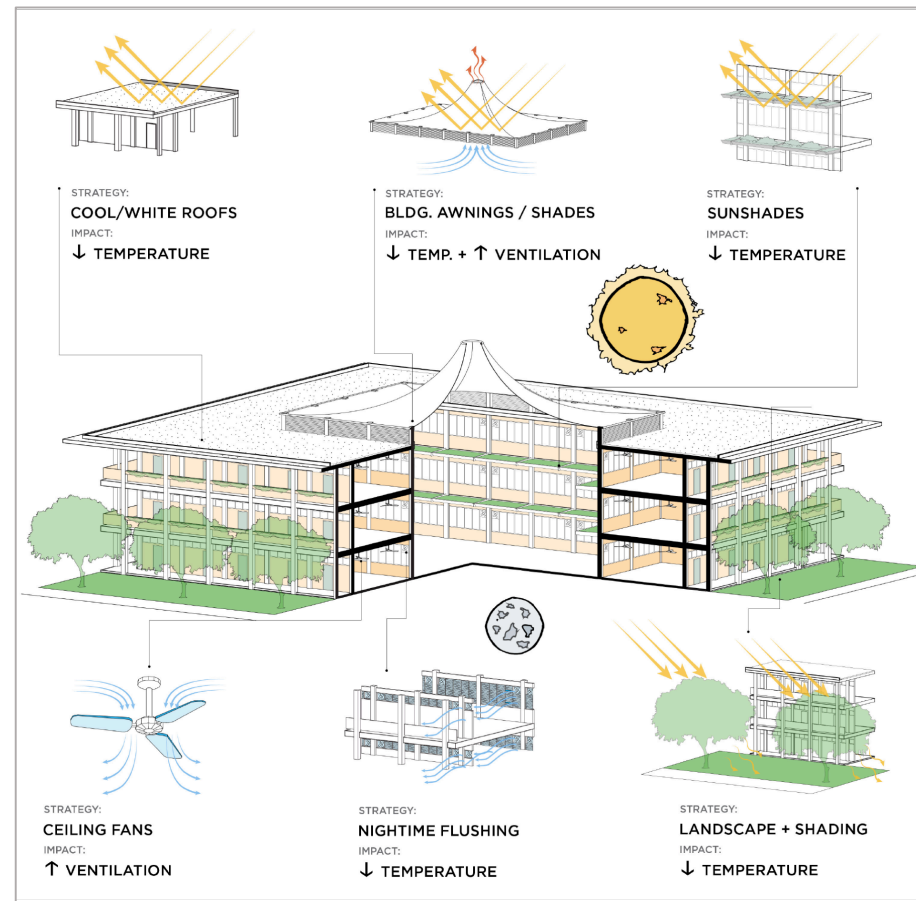 STRATEGY:
COOL/WHITE ROOFS
IMPACT:
↓ TEMPERATURE
STRATEGY:
BLDG. AWNINGS / SHADES
IMPACT:
↓ TEMP. + ↑ VENTILATION
STRATEGY:
SUNSHADES
IMPACT:
↓ TEMPERATURE
STRATEGY:
CEILING FANS
IMPACT:
↑ VENTILATION
STRATEGY:
NIGHTIME FLUSHING
IMPACT:
↓ TEMPERATURE
STRATEGY:
LANDSCAPE + SHADING
IMPACT:
↓ TEMPERATURE